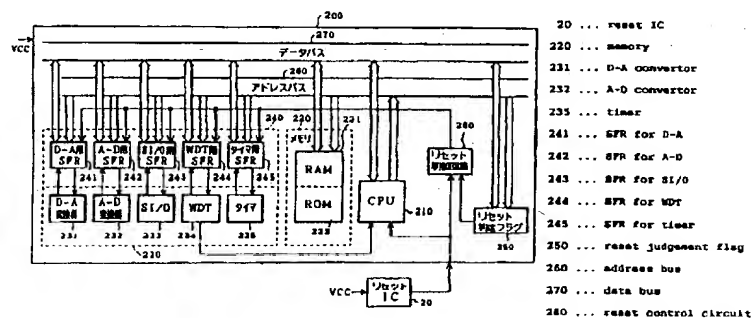 200
VCC
270
データバス
260
アドレスバス
240
220
メモリ
221
280
D-A用
SFR
A-D用
SFR
SI/O用
SFR
WDT用
SFR
タイマ用
SFR
241
242
243
244
245
RAM
ROM
222
CPU
210
リセット
リセット
判定フラグ
250
D-A
変換器
A-D
変換器
SI/O
WDT
タイマ
231
232
233
234
235
230
VCC
リセット
IC
20
20 ... reset IC
220 ... memory
231 ... D-A convertor
232 ... A-D convertor
235 ... timer
241 ... SFR for D-A
242 ... SFR for A-D
243 ... SFR for SI/O
244 ... SFR for WDT
245 ... SFR for timer
250 ... reset judgement flag
260 ... address bus
270 ... data bus
280 ... reset control circuit